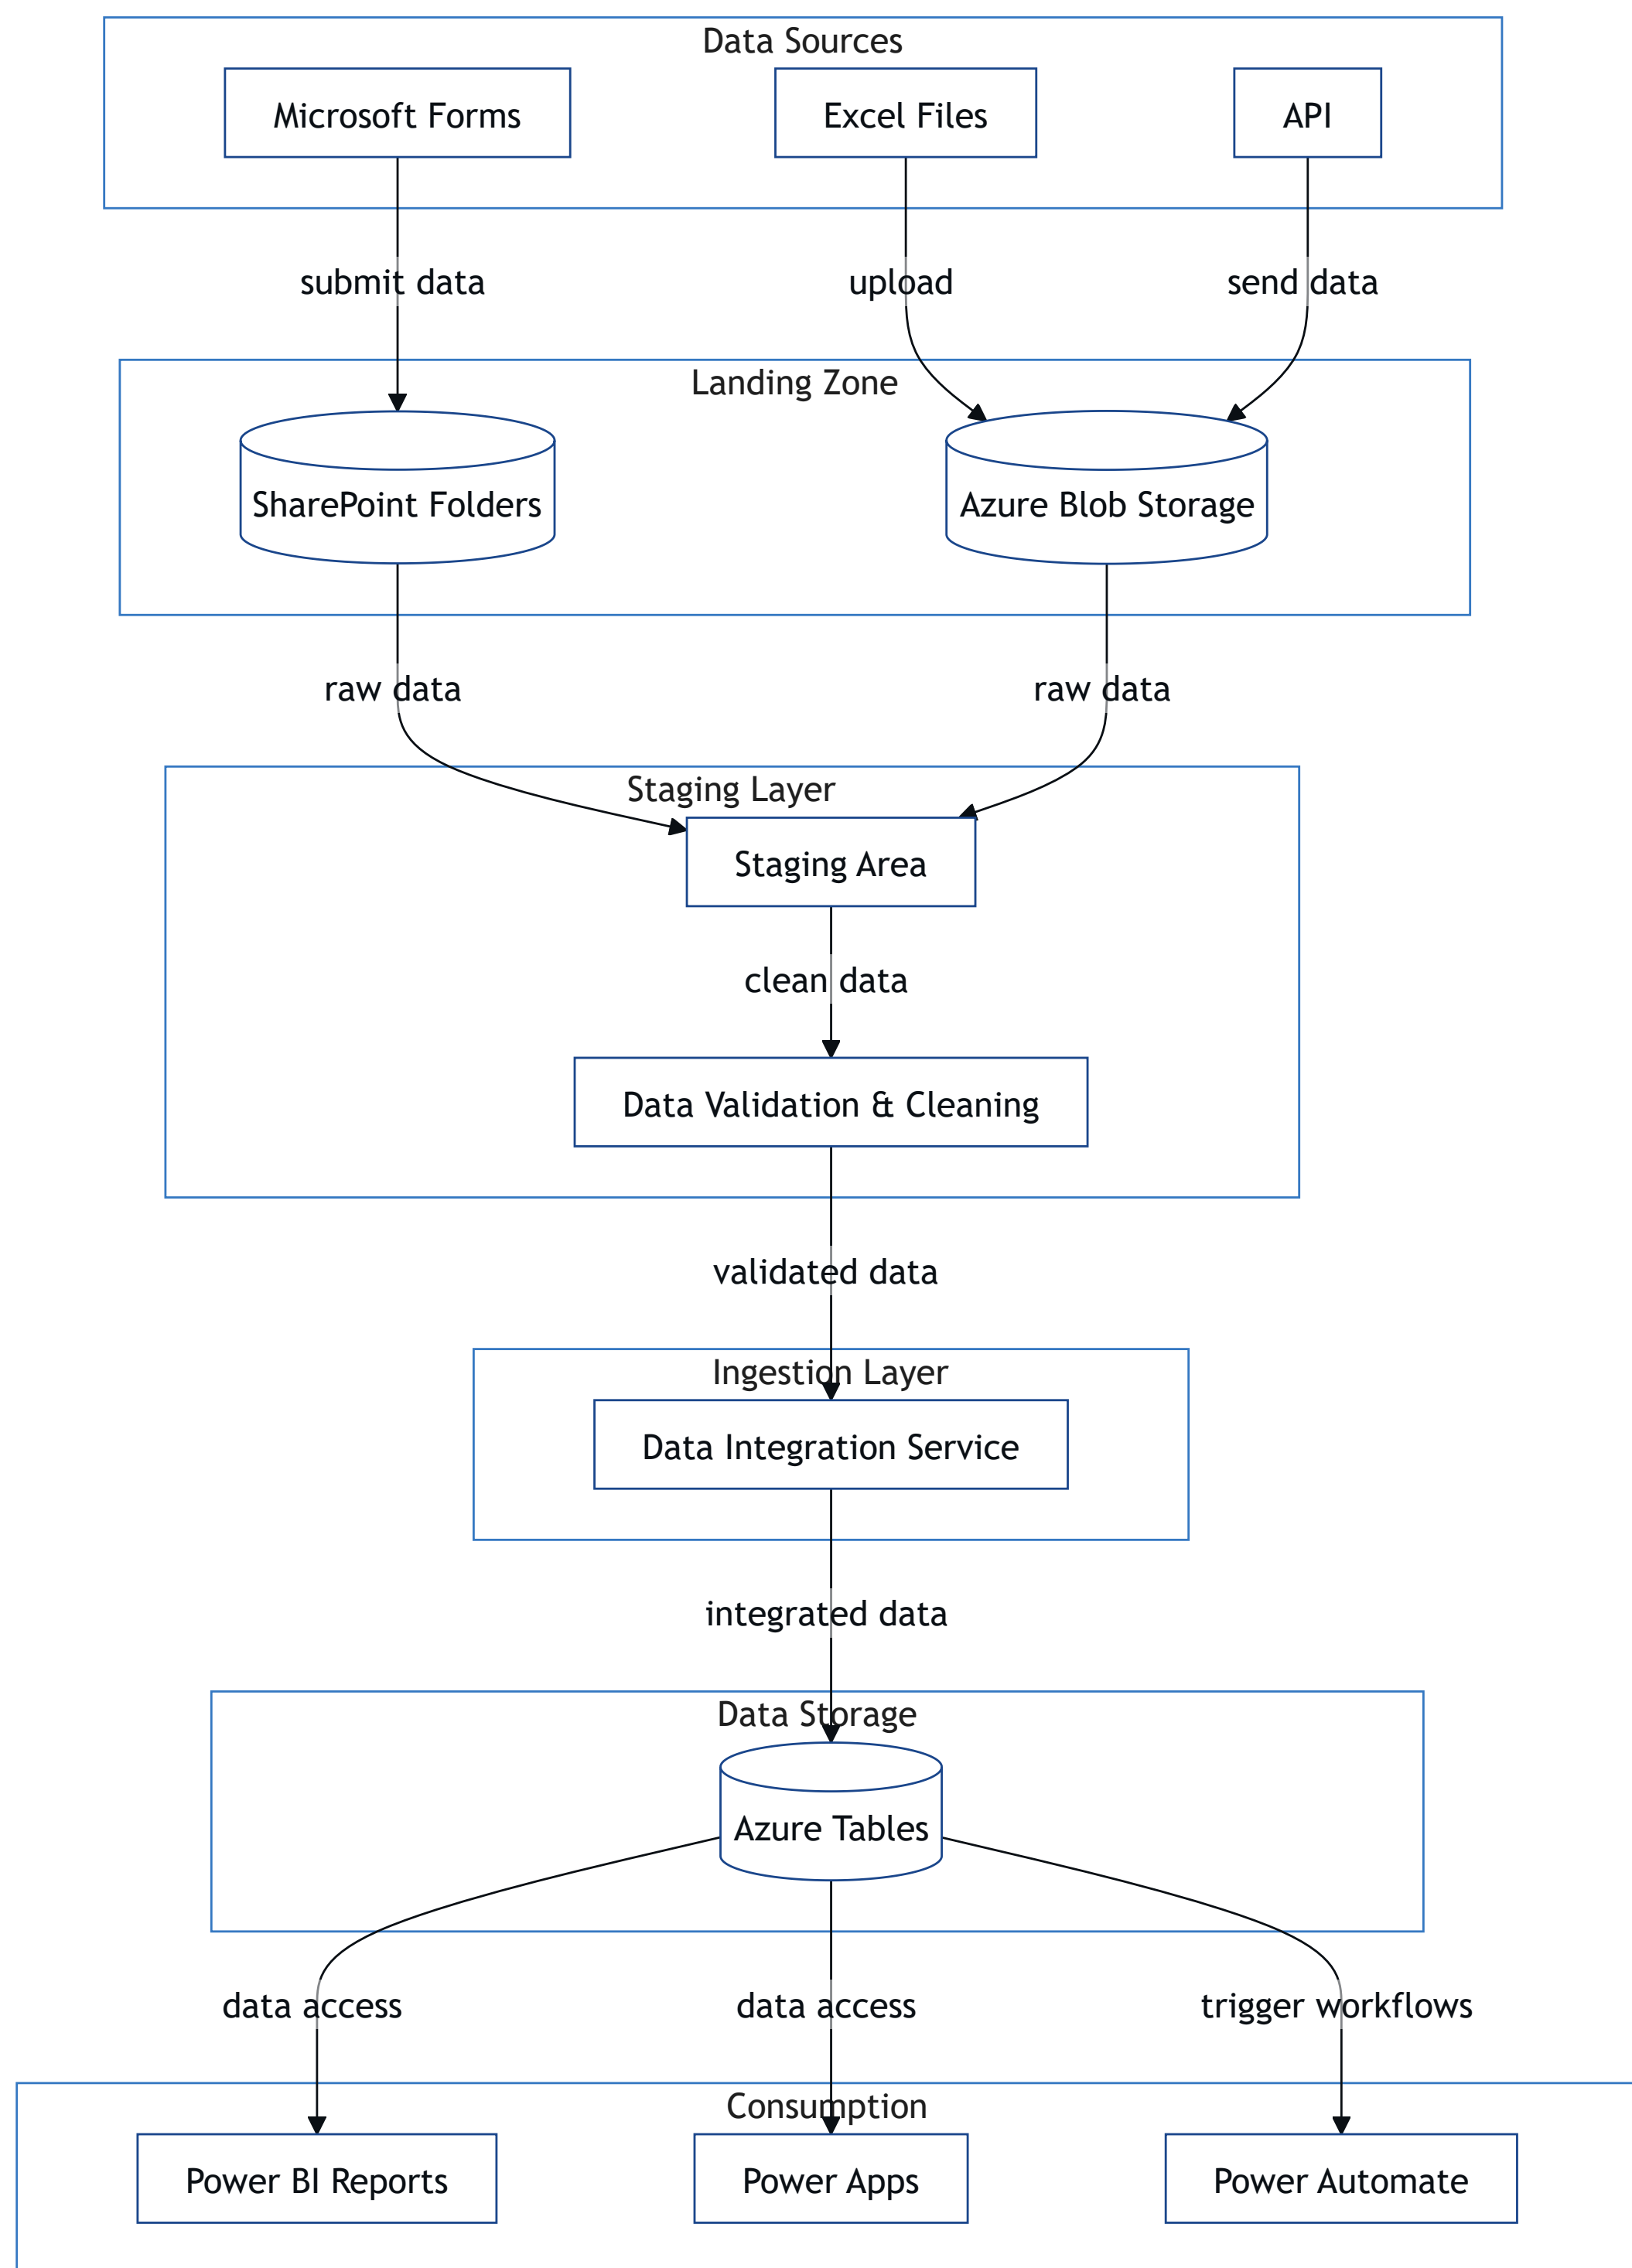 Data Sources
Microsoft Forms
Excel Files
API
submit data
upload
send data
Landing Zone
SharePoint Folders
Azure Blob Storage
raw data
raw data
Staging Layer
Staging Area
clean data
Data Validation & Cleaning
validated data
Ingestion Layer
Data Integration Service
integrated data
Data Storage
Azure Tables
data access
data access
trigger workflows
Consumption
Power BI Reports
Power Apps
Power Automate